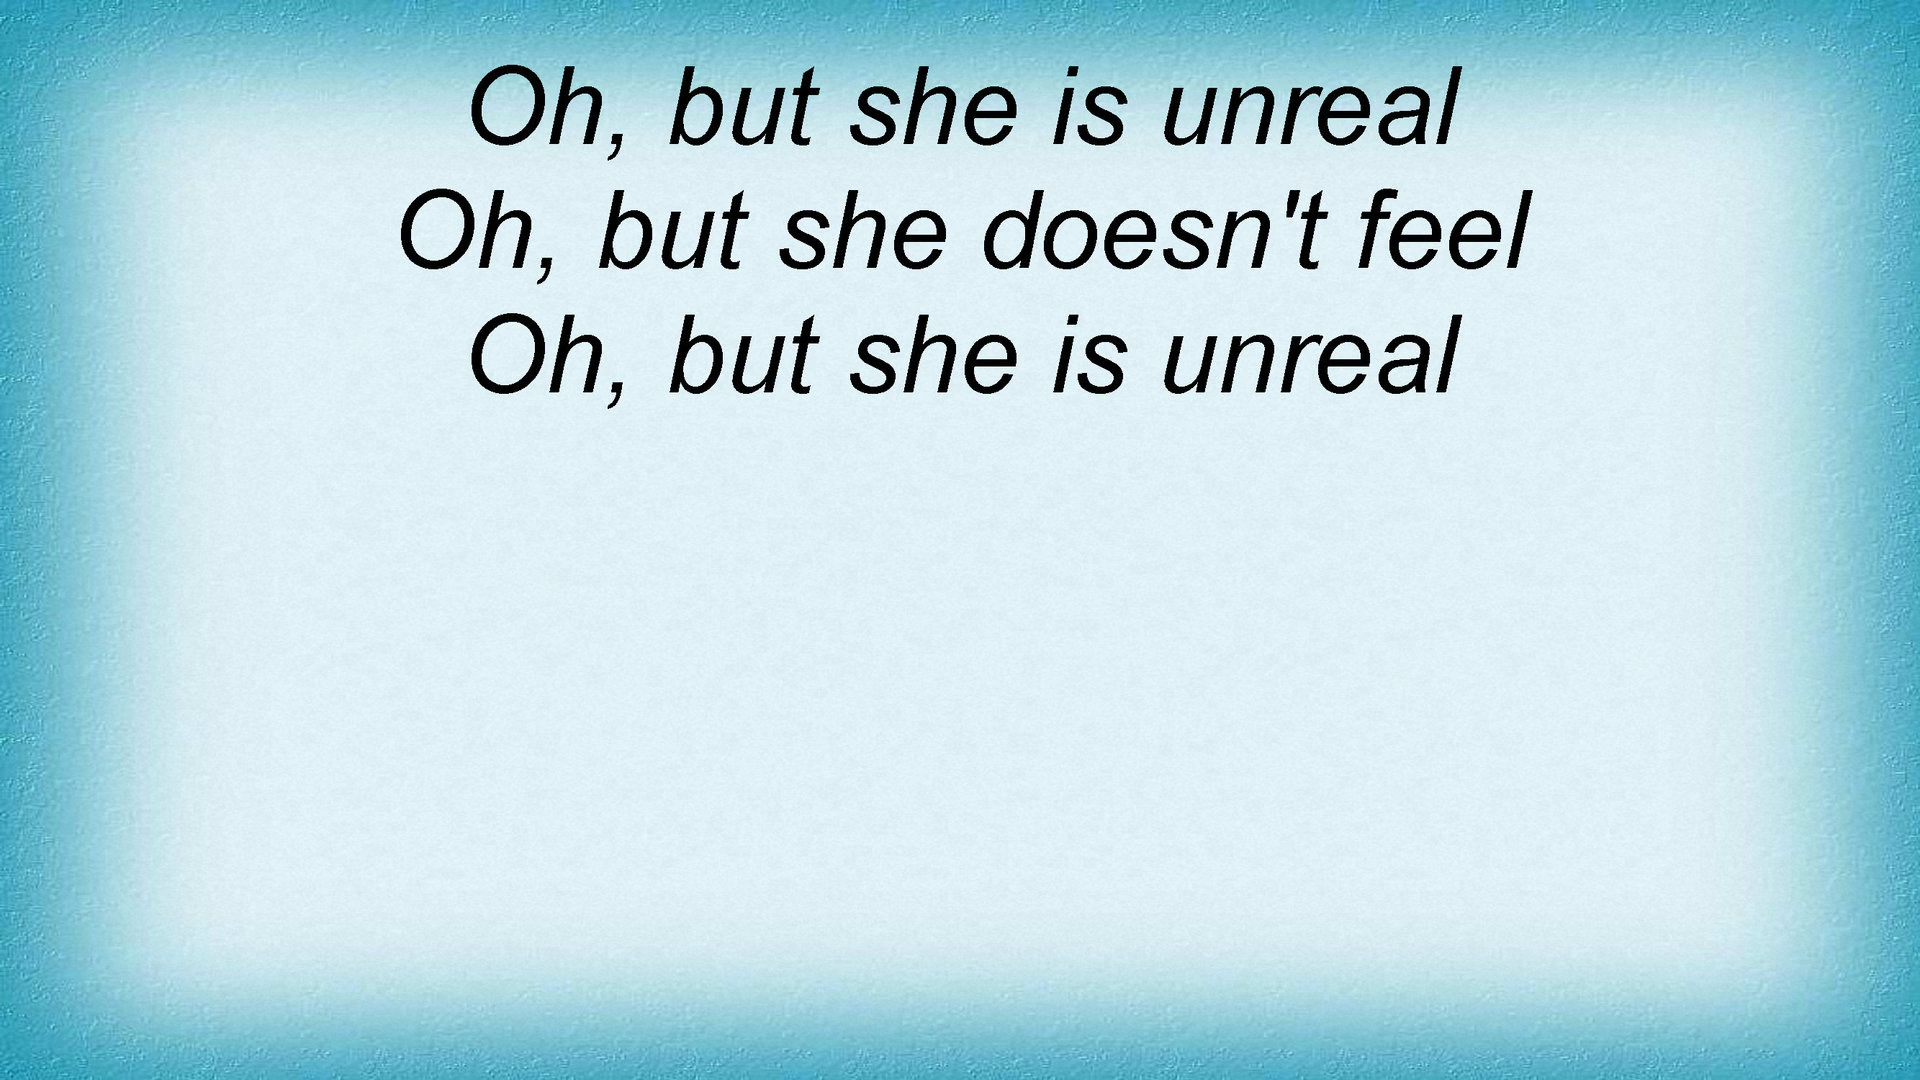 Oh, but she is unreal
Oh, but she doesn't feel
Oh, but she is unreal